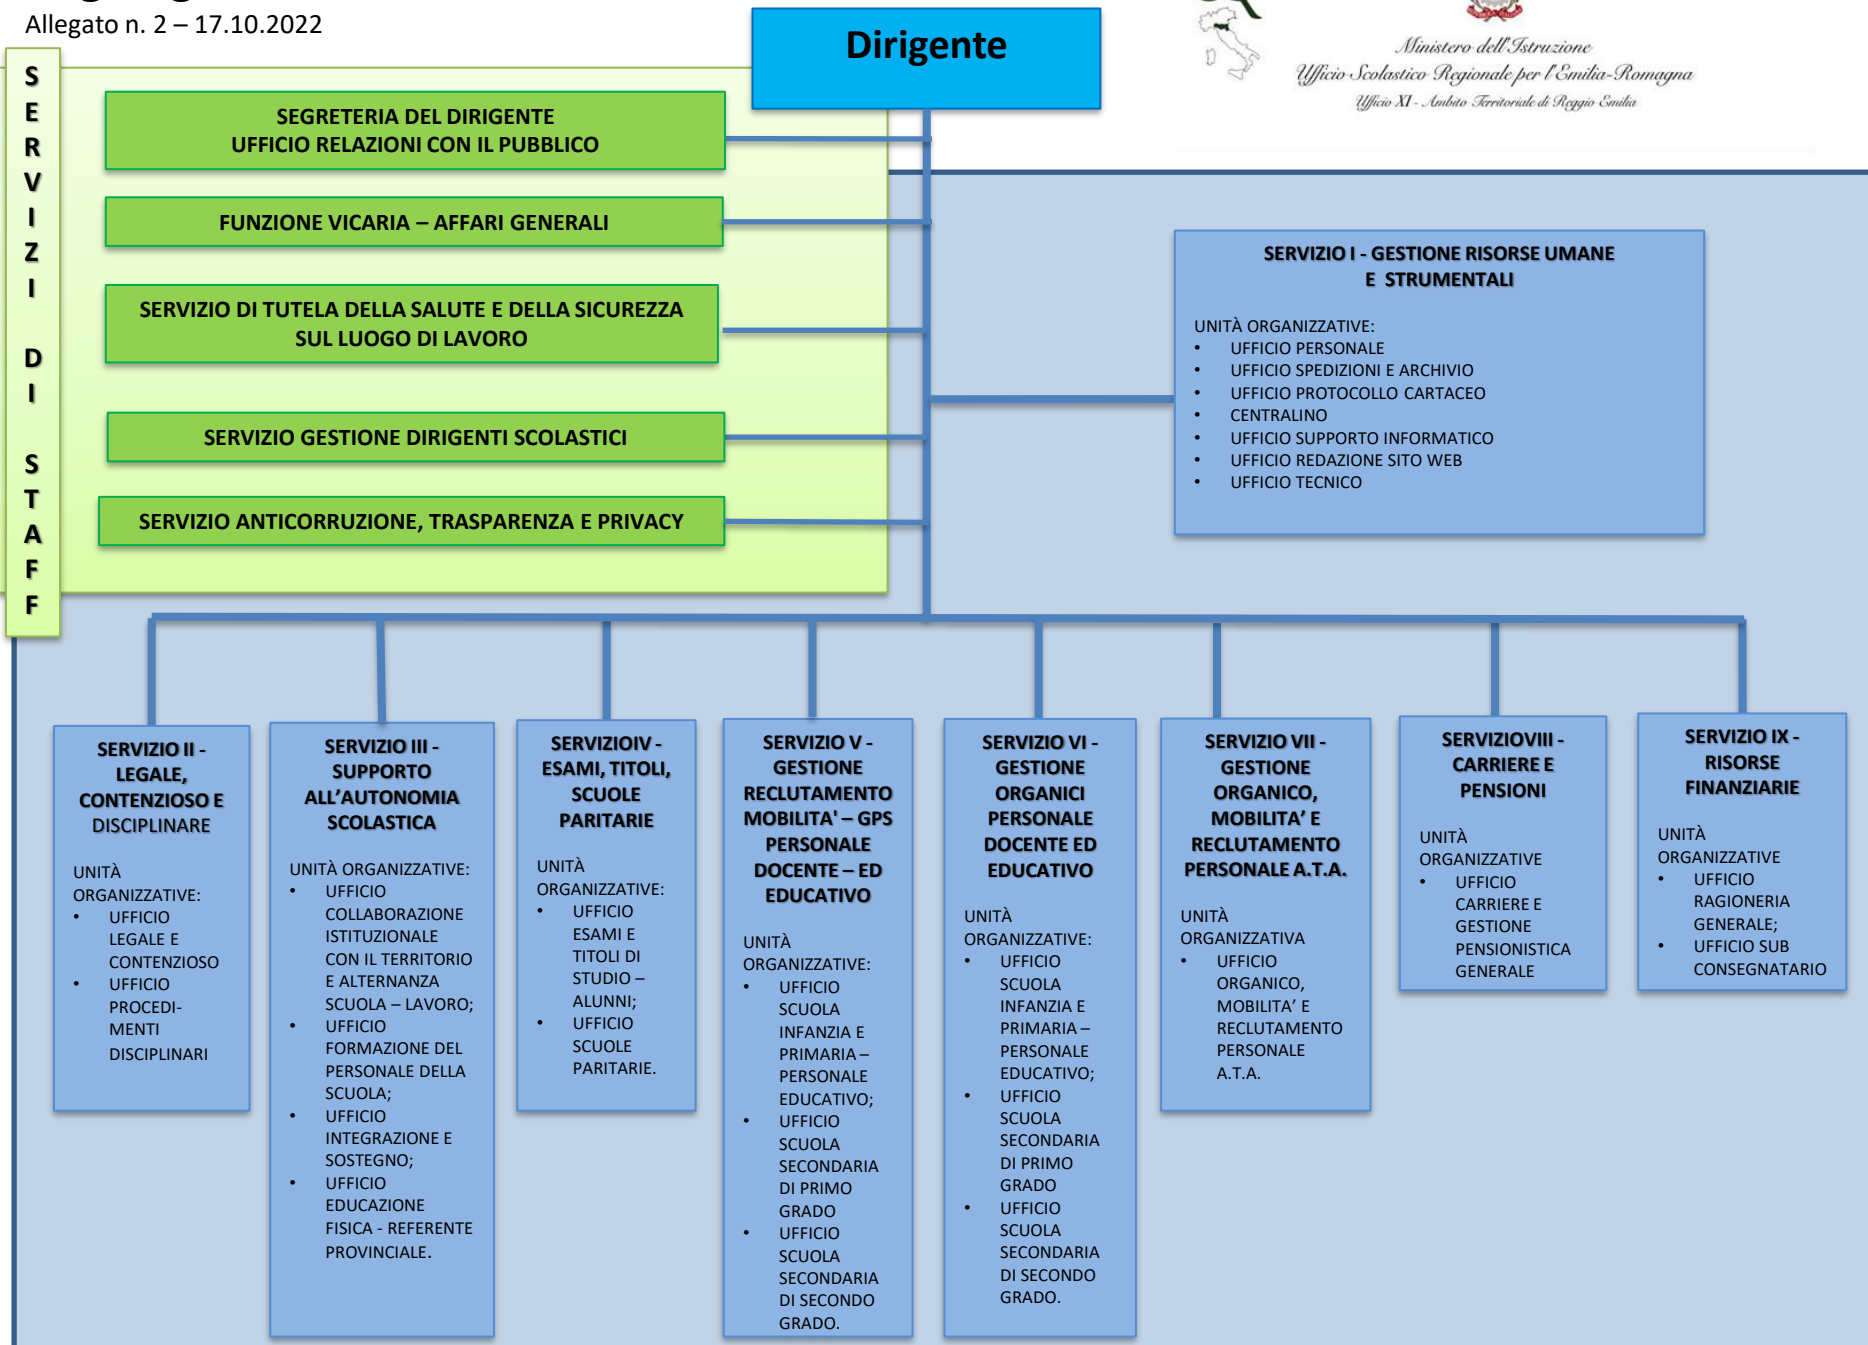 Allegato n. 2 – 17.10.2022
Dirigente
Ministero dell'Istruzione
Ufficio Scolastico Regionale per l'Emilia-Romagna
Ufficio XI - Ambito Territoriale di Reggio Emilia
SERVIZI DI STAFF
SEGRETERIA DEL DIRIGENTE
UFFICIO RELAZIONI CON IL PUBBLICO
FUNZIONE VICARIA – AFFARI GENERALI
SERVIZIO DI TUTELA DELLA SALUTE E DELLA SICUREZZA
SUL LUOGO DI LAVORO
SERVIZIO GESTIONE DIRIGENTI SCOLASTICI
SERVIZIO ANTICORRUZIONE, TRASPARENZA E PRIVACY
SERVIZIO I - GESTIONE RISORSE UMANE
E STRUMENTALI
UNITÀ ORGANIZZATIVE:
• UFFICIO PERSONALE
• UFFICIO SPEDIZIONI E ARCHIVIO
• UFFICIO PROTOCOLLO CARTACEO
• CENTRALINO
• UFFICIO SUPPORTO INFORMATICO
• UFFICIO REDAZIONE SITO WEB
• UFFICIO TECNICO
SERVIZIO II -
LEGALE,
CONTENZIOSO E
DISCIPLINARE
UNITÀ
ORGANIZZATIVE:
• UFFICIO
LEGALE E
CONTENZIOSO
• UFFICIO
PROCEDI-
MENTI
DISCIPLINARI
SERVIZIO III -
SUPPORTO
ALL'AUTONOMIA
SCOLASTICA
UNITÀ ORGANIZZATIVE:
• UFFICIO
COLLABORAZIONE
ISTITUZIONALE
CON IL TERRITORIO
E ALTERNANZA
SCUOLA – LAVORO;
• UFFICIO
FORMAZIONE DEL
PERSONALE DELLA
SCUOLA;
• UFFICIO
INTEGRAZIONE E
SOSTEGNO;
• UFFICIO
EDUCAZIONE
FISICA - REFERENTE
PROVINCIALE.
SERVIZIOIV -
ESAMI, TITOLI,
SCUOLE
PARITARIE
UNITÀ
ORGANIZZATIVE:
• UFFICIO
ESAMI E
TITOLI DI
STUDIO –
ALUNNI;
• UFFICIO
SCUOLE
PARITARIE.
SERVIZIO V -
GESTIONE
RECLUTAMENTO
MOBILITA' – GPS
PERSONALE
DOCENTE – ED
EDUCATIVO
UNITÀ
ORGANIZZATIVE:
• UFFICIO
SCUOLA
INFANZIA E
PRIMARIA –
PERSONALE
EDUCATIVO;
• UFFICIO
SCUOLA
SECONDARIA
DI PRIMO
GRADO
• UFFICIO
SCUOLA
SECONDARIA
DI SECONDO
GRADO.
SERVIZIO VI -
GESTIONE
ORGANICI
PERSONALE
DOCENTE ED
EDUCATIVO
UNITÀ
ORGANIZZATIVE:
• UFFICIO
SCUOLA
INFANZIA E
PRIMARIA –
PERSONALE
EDUCATIVO;
• UFFICIO
SCUOLA
SECONDARIA
DI PRIMO
GRADO
• UFFICIO
SCUOLA
SECONDARIA
DI SECONDO
GRADO.
SERVIZIO VII -
GESTIONE
ORGANICO,
MOBILITA' E
RECLUTAMENTO
PERSONALE A.T.A.
UNITÀ
ORGANIZZATIVA
• UFFICIO
ORGANICO,
MOBILITA' E
RECLUTAMENTO
PERSONALE
A.T.A.
SERVIZIOVIII -
CARRIERE E
PENSIONI
UNITÀ
ORGANIZZATIVE
• UFFICIO
CARRIERE E
GESTIONE
PENSIONISTICA
GENERALE
SERVIZIO IX -
RISORSE
FINANZIARIE
UNITÀ
ORGANIZZATIVE
• UFFICIO
RAGIONERIA
GENERALE;
• UFFICIO SUB
CONSEGNATARIO